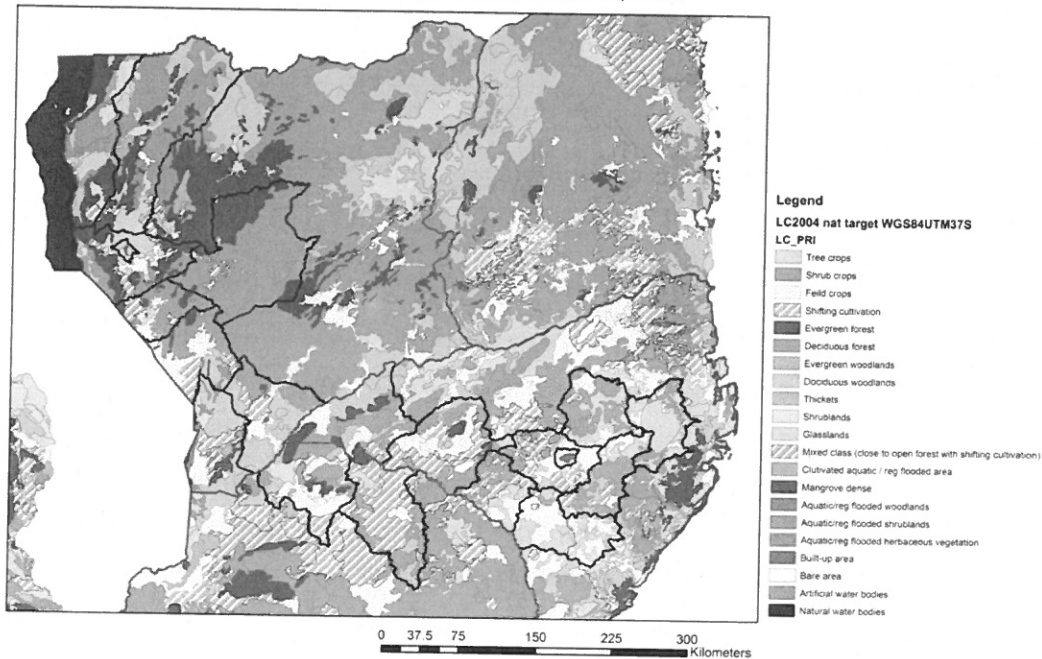 Legend
LC2004 nat target WGS84UTM37S
LC_PRI
Tree crops
Shrub crops
Feild crops
Shifting cultivation
Evergreen forest
Deciduous forest
Evergreen woodlands
Dociduous woodlands
Thickets
Shrublands
Glasslands
Mixed class (close to open forest with shifting cultivation)
Clutivated aquatic / reg flooded area
Mangrove dense
Aquatic/reg flooded woodlands
Aquatic/reg flooded shrublands
Aquatic/reg flooded herbaceous vegetation
Built-up area
Bare area
Artificial water bodies
Natural water bodies
0 37.5 75 150 225 300
Kilometers